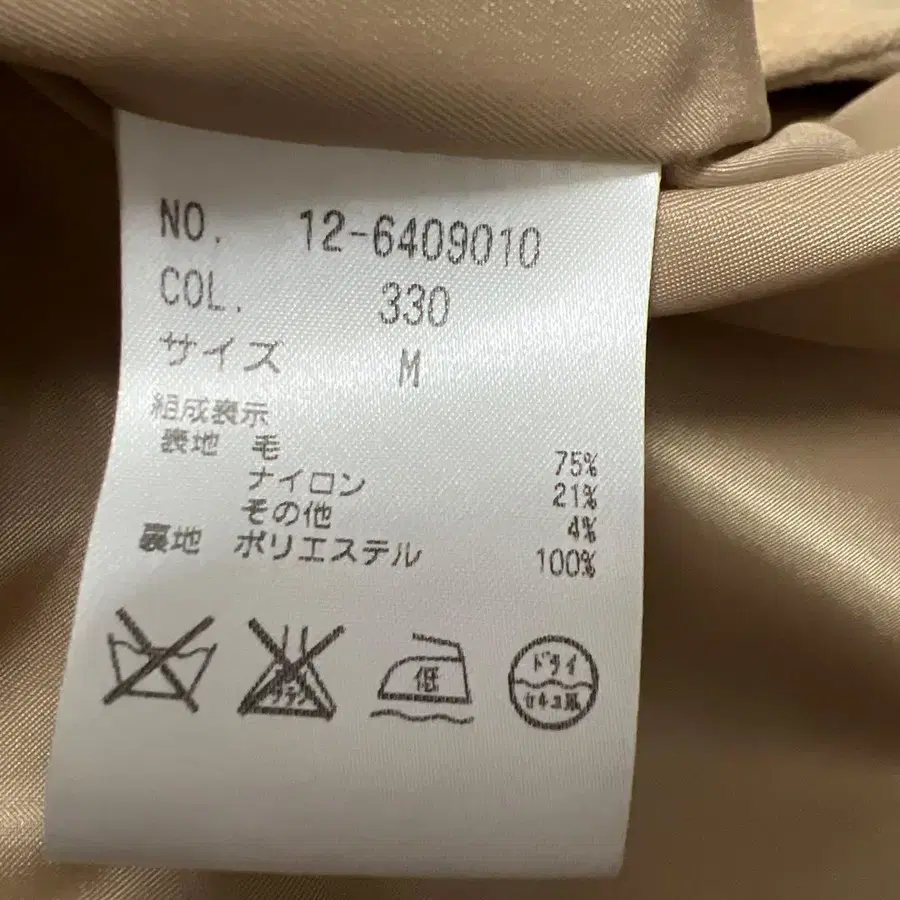 NO. 12-6409010
COL. 330
サイズ M
組成表示
表地 毛 75%
ナイロン 21%
その他 4%
裏地 ポリエステル 100%
低
ドライ
セキユ系